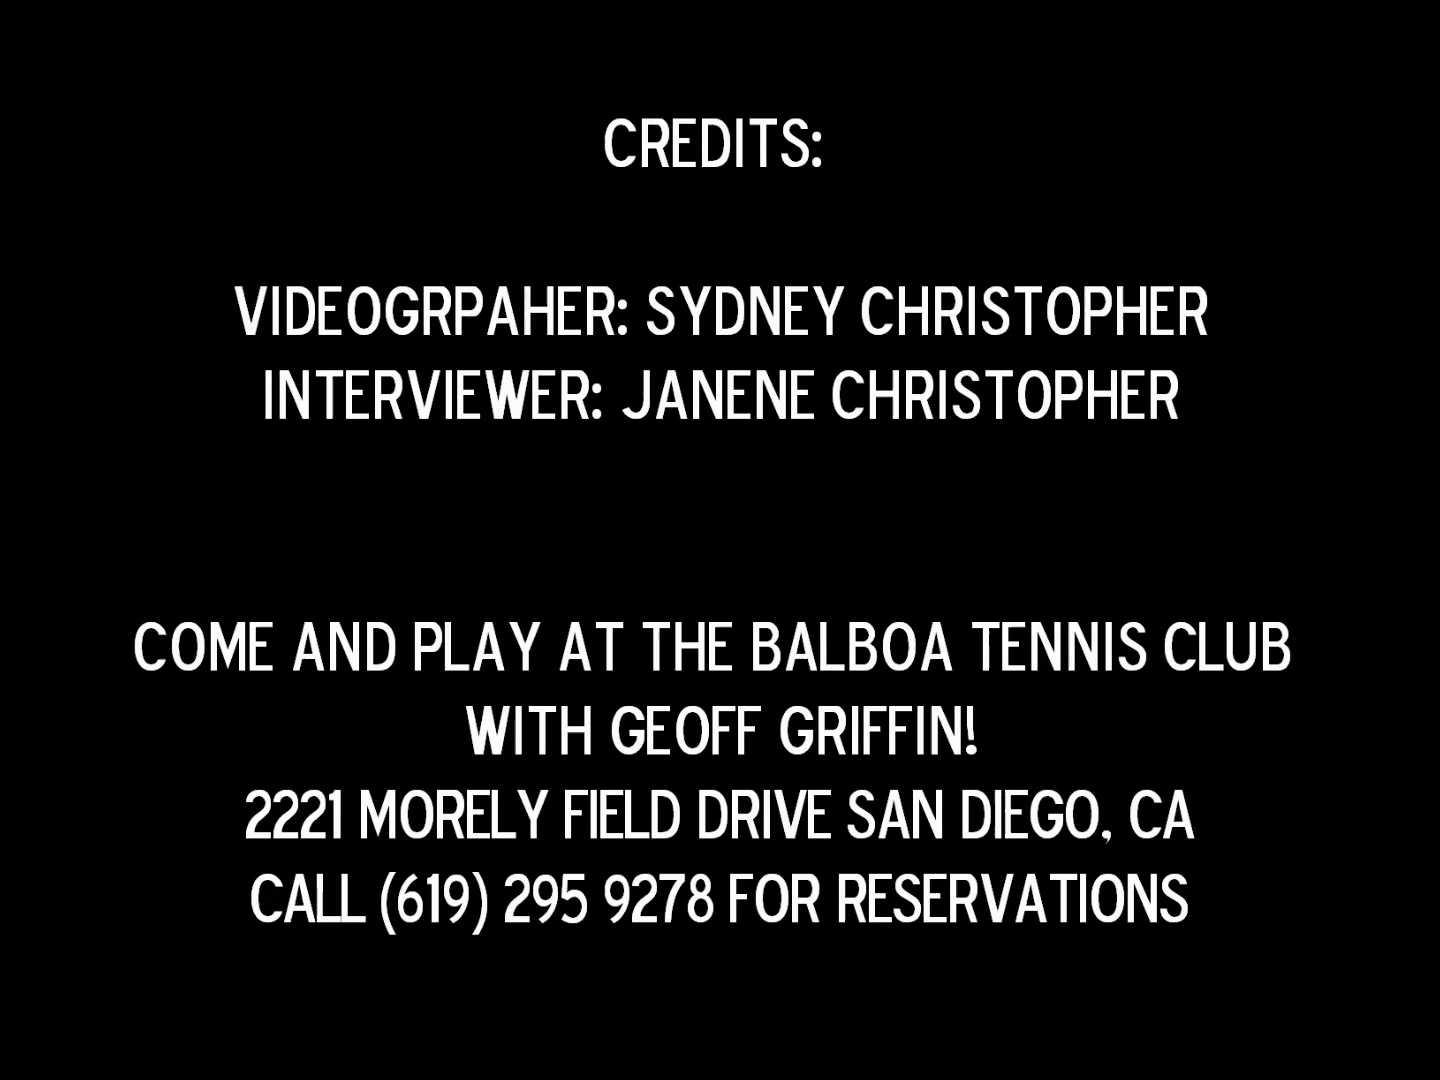 CREDITS:
VIDEOGRPAHER: SYDNEY CHRISTOPHER
INTERVIEWER: JANENE CHRISTOPHER
COME AND PLAY AT THE BALBOA TENNIS CLUB
WITH GEOFF GRIFFIN!
2221 MORELY FIELD DRIVE SAN DIEGO, CA
CALL (619) 295 9278 FOR RESERVATIONS